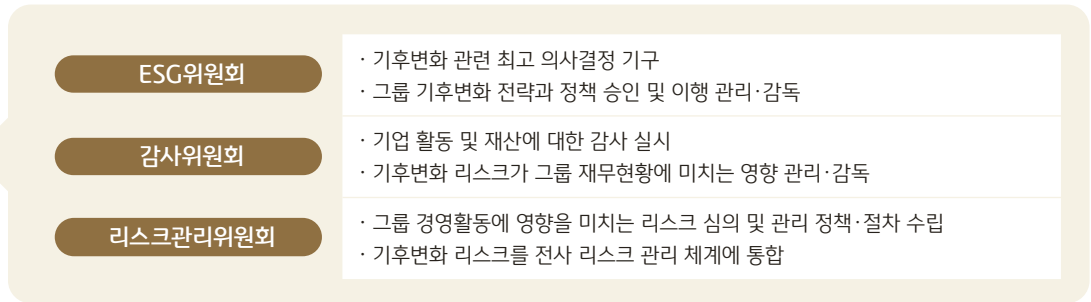 ESG위원회
· 기후변화 관련 최고 의사결정 기구
· 그룹 기후변화 전략과 정책 승인 및 이행 관리·감독
감사위원회
· 기업 활동 및 재산에 대한 감사 실시
· 기후변화 리스크가 그룹 재무현황에 미치는 영향 관리·감독
리스크관리위원회
· 그룹 경영활동에 영향을 미치는 리스크 심의 및 관리 정책·절차 수립
· 기후변화 리스크를 전사 리스크 관리 체계에 통합